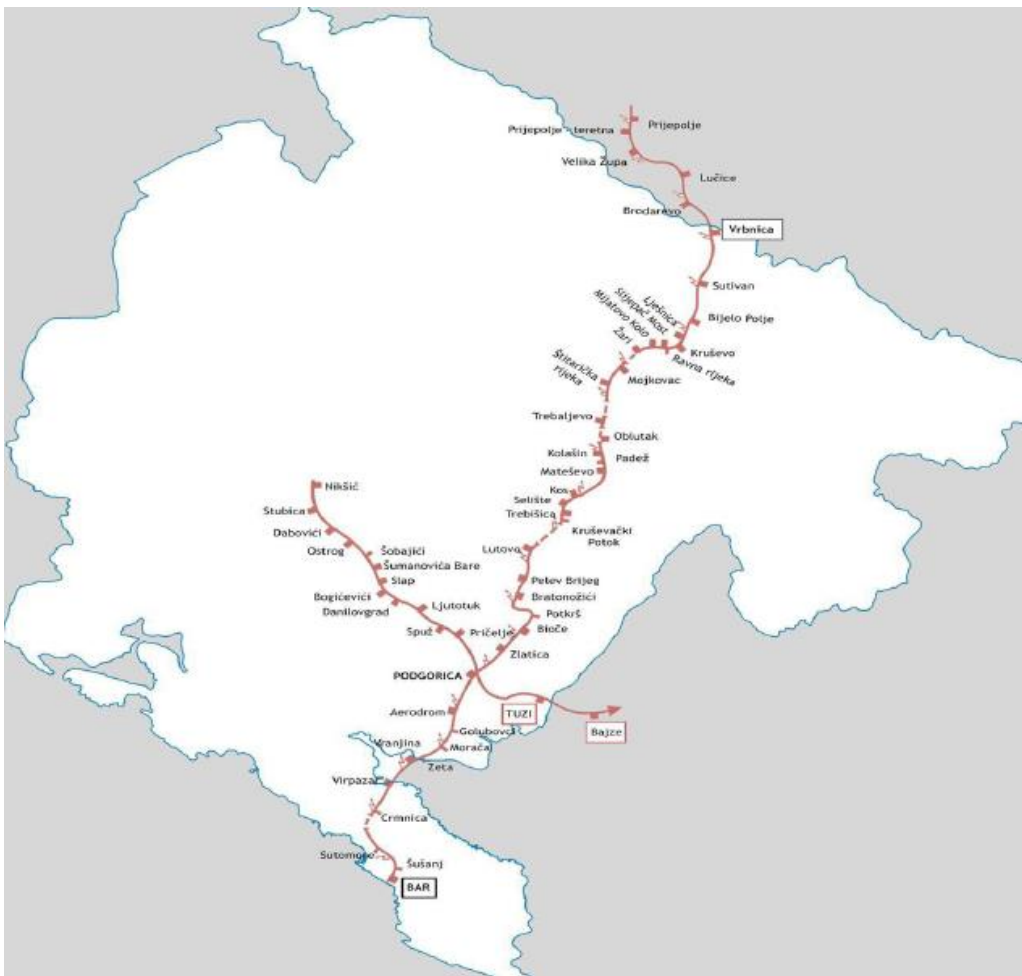 Prijepolje
Prijepolje - teretna
Velika Župa
Lučice
Brodarevo
Vrbnica
Sutivan
Bijelo Polje
Lješnica
Slijepač Most
Mijatovo Kolo
Žari
Kruševo
Ravna rijeka
Mojkovac
Štitarička
rijeka
Trebaljevo
Oblutak
Kolašin
Padež
Mateševo
Kos
Selište
Trebišica
Kruševački
Potok
Lutovo
Pelev Brijeg
Bratonožići
Potkrš
Bioče
Zlatica
Nikšić
Stubica
Dabovići
Ostrog
Šobajići
Šumanovića Bare
Slap
Bogićevići
Danilovgrad
Ljutotuk
Spuž
Pričelje
PODGORICA
TUZI
Bajze
Aerodrom
Golubovci
Morača
Vranjina
Zeta
Virpazar
Crmnica
Sutomore
Šušanj
BAR